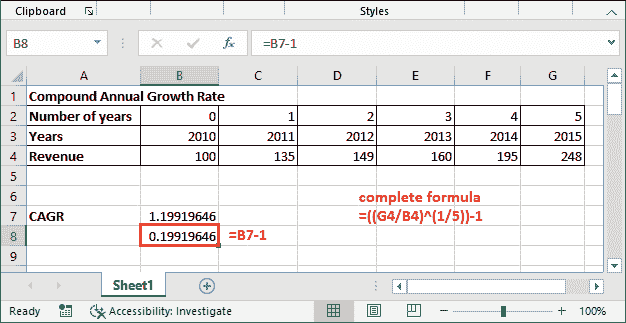 Clipboard Styles
B8 fx =B7-1
A B C D E F G
1 Compound Annual Growth Rate
2 Number of years 0 1 2 3 4 5
3 Years 2010 2011 2012 2013 2014 2015
4 Revenue 100 135 149 160 195 248
5
6 complete formula
7 CAGR 1.19919646 =((G4/B4)^(1/5))-1
8 0.19919646 =B7-1
9
Sheet1
Ready Accessibility: Investigate 100%